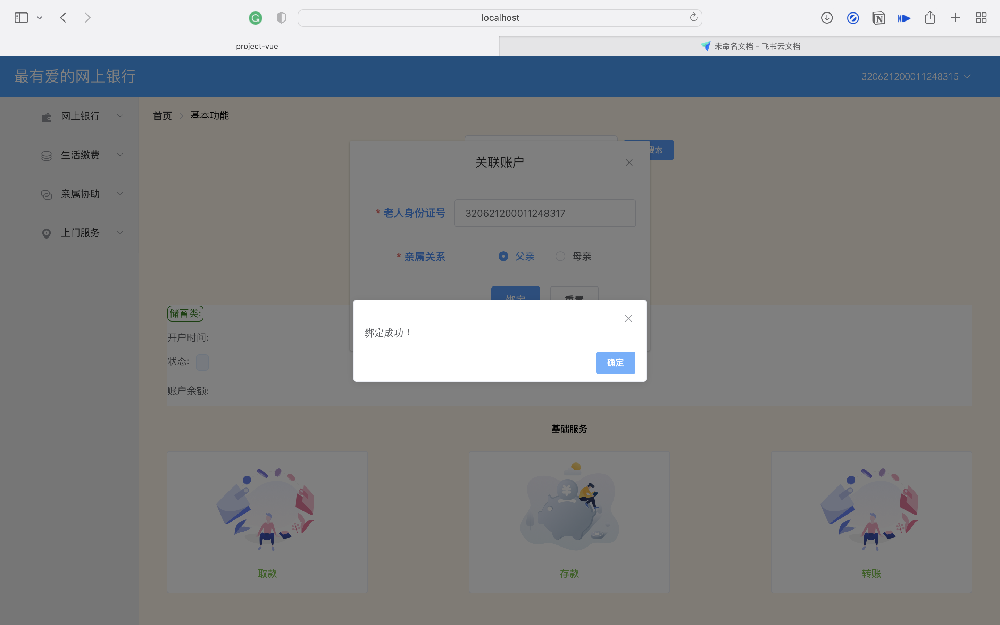 localhost
project-vue
未命名文档 - 飞书云文档
最有爱的网上银行
320621200011248315
网上银行
生活缴费
亲属协助
上门服务
首页
基本功能
搜索
关联账户
* 老人身份证号
320621200011248317
* 亲属关系
父亲
母亲
绑定
重置
绑定成功！
确定
储蓄类:
开户时间:
状态:
账户余额:
基础服务
取款
存款
转账